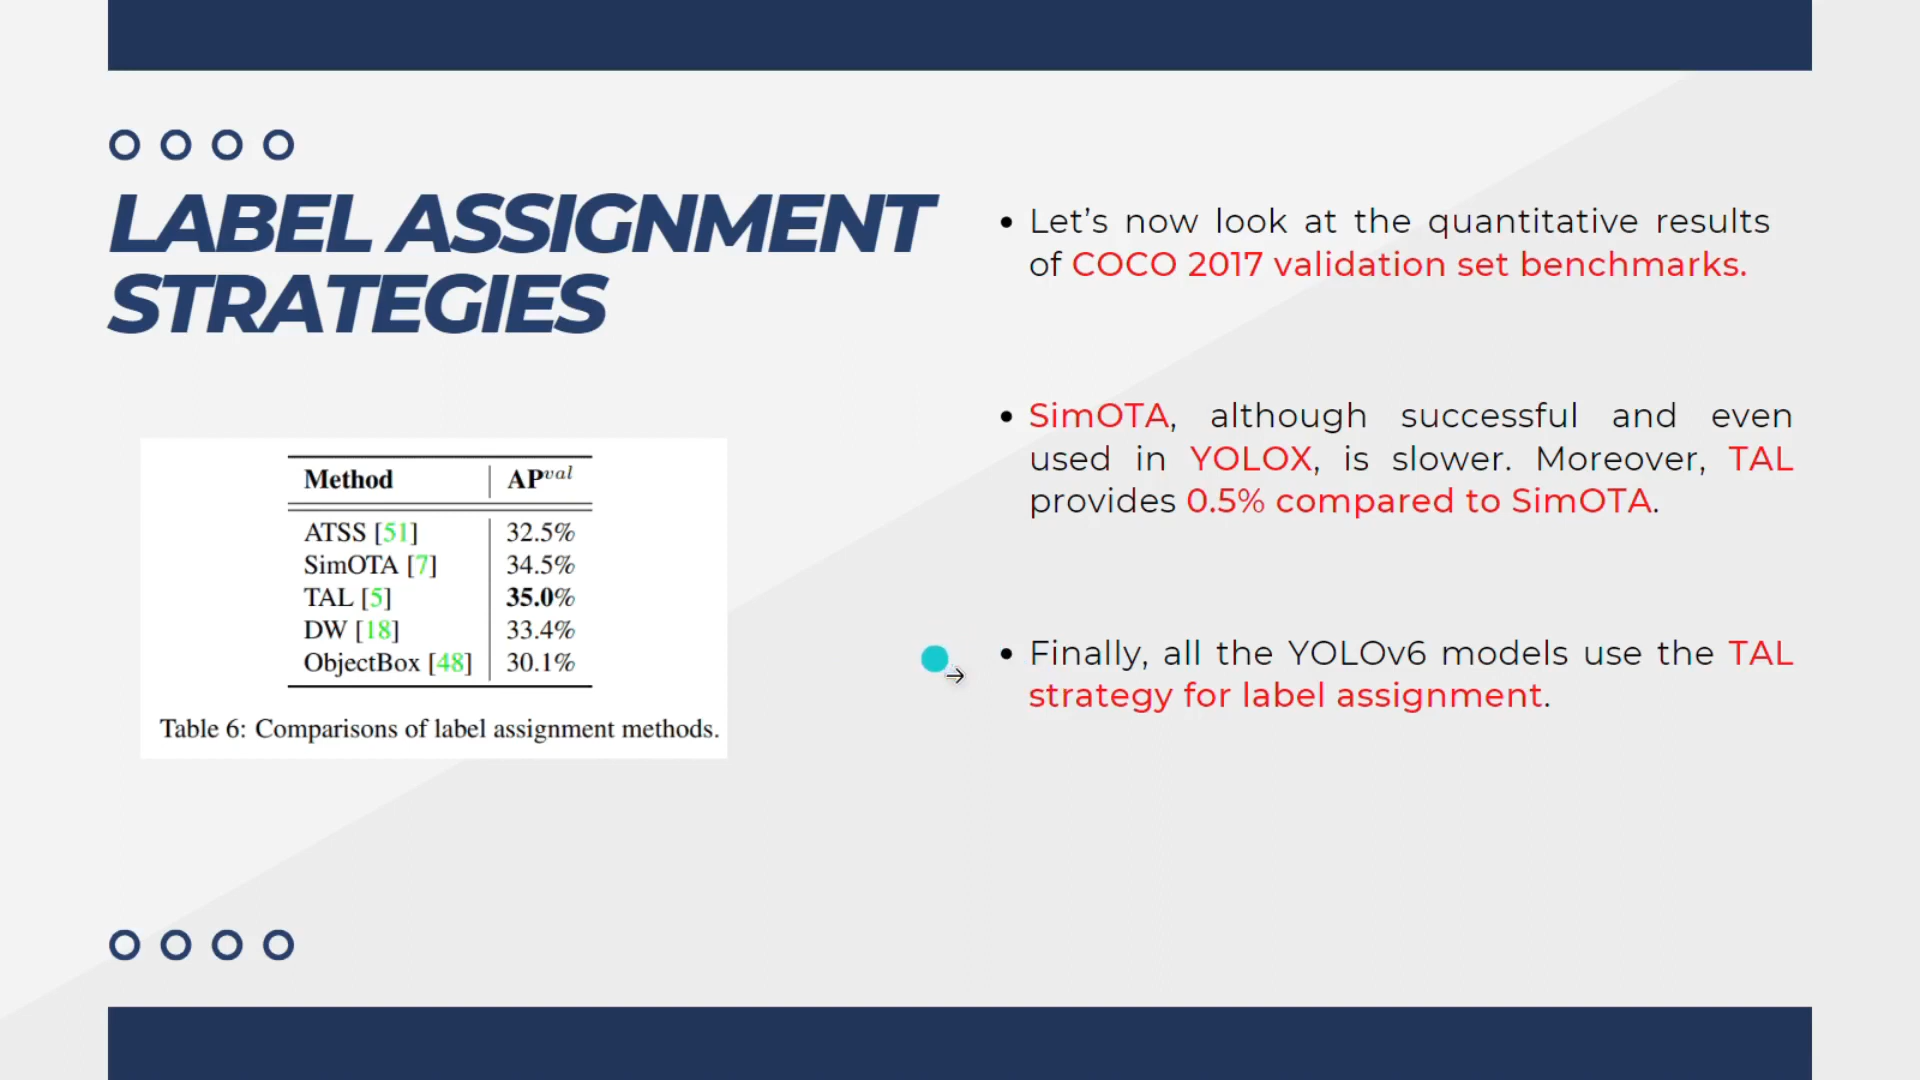 LABEL ASSIGNMENT
STRATEGIES
Method AP^val
ATSS [51] 32.5%
SimOTA [7] 34.5%
TAL [5] 35.0%
DW [18] 33.4%
ObjectBox [48] 30.1%
Table 6: Comparisons of label assignment methods.
• Let’s now look at the quantitative results
of COCO 2017 validation set benchmarks.
• SimOTA, although successful and even
used in YOLOX, is slower. Moreover, TAL
provides 0.5% compared to SimOTA.
• Finally, all the YOLOv6 models use the TAL
strategy for label assignment.